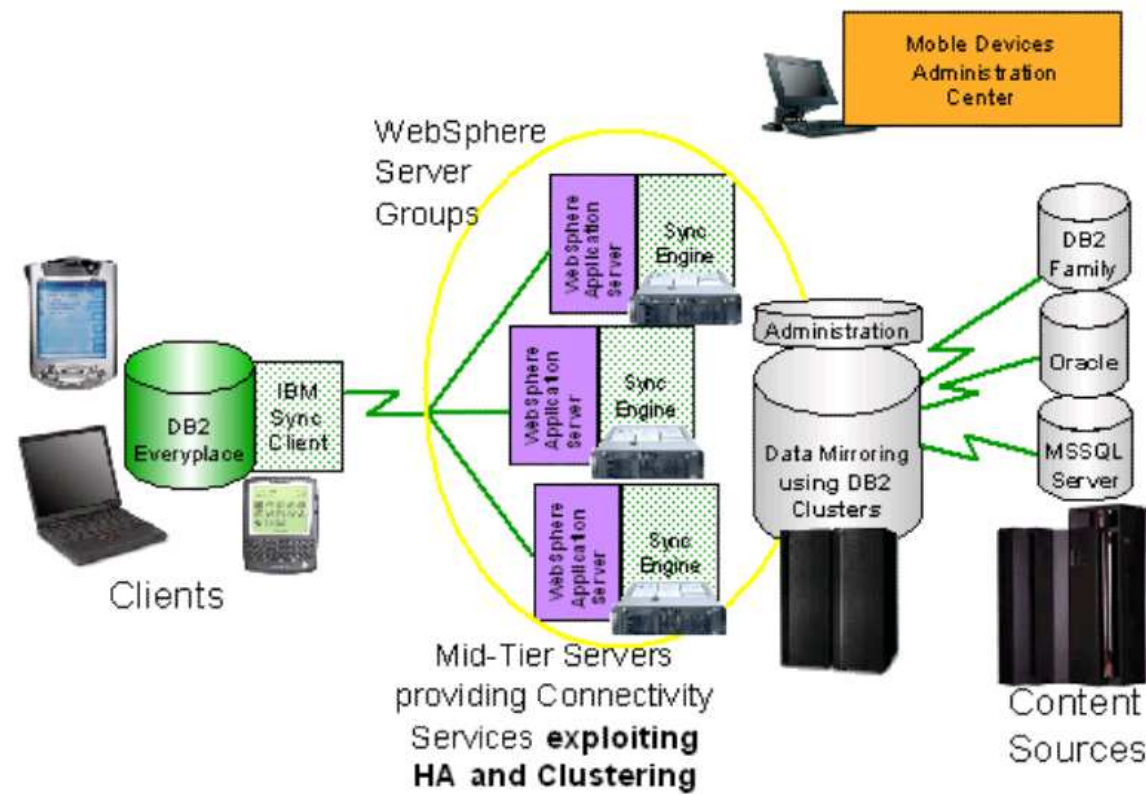 Moble Devices
Administration
Center
WebSphere
Server
Groups
WebSphere
Application
Server
Sync
Engine
DB2
Family
Administration
Oracle
IBM
Sync
Client
DB2
Everyplace
WebSphere
Application
Server
Sync
Engine
Data Mirroring
using DB2
Clusters
MSSQL
Server
WebSphere
Application
Server
Sync
Engine
Clients
Mid-Tier Servers
providing Connectivity
Services exploiting
HA and Clustering
Content
Sources